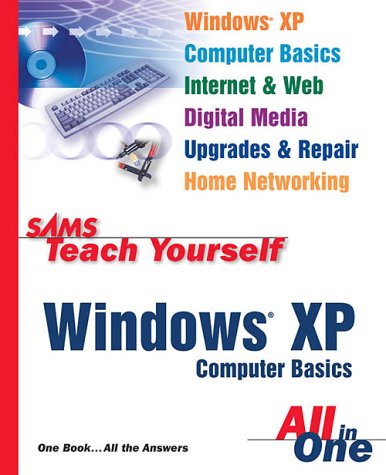 Windows® XP
Computer Basics
Internet & Web
Digital Media
Upgrades & Repair
Home Networking
SAMS
Teach Yourself
Windows® XP
Computer Basics
All in One
One Book...All the Answers